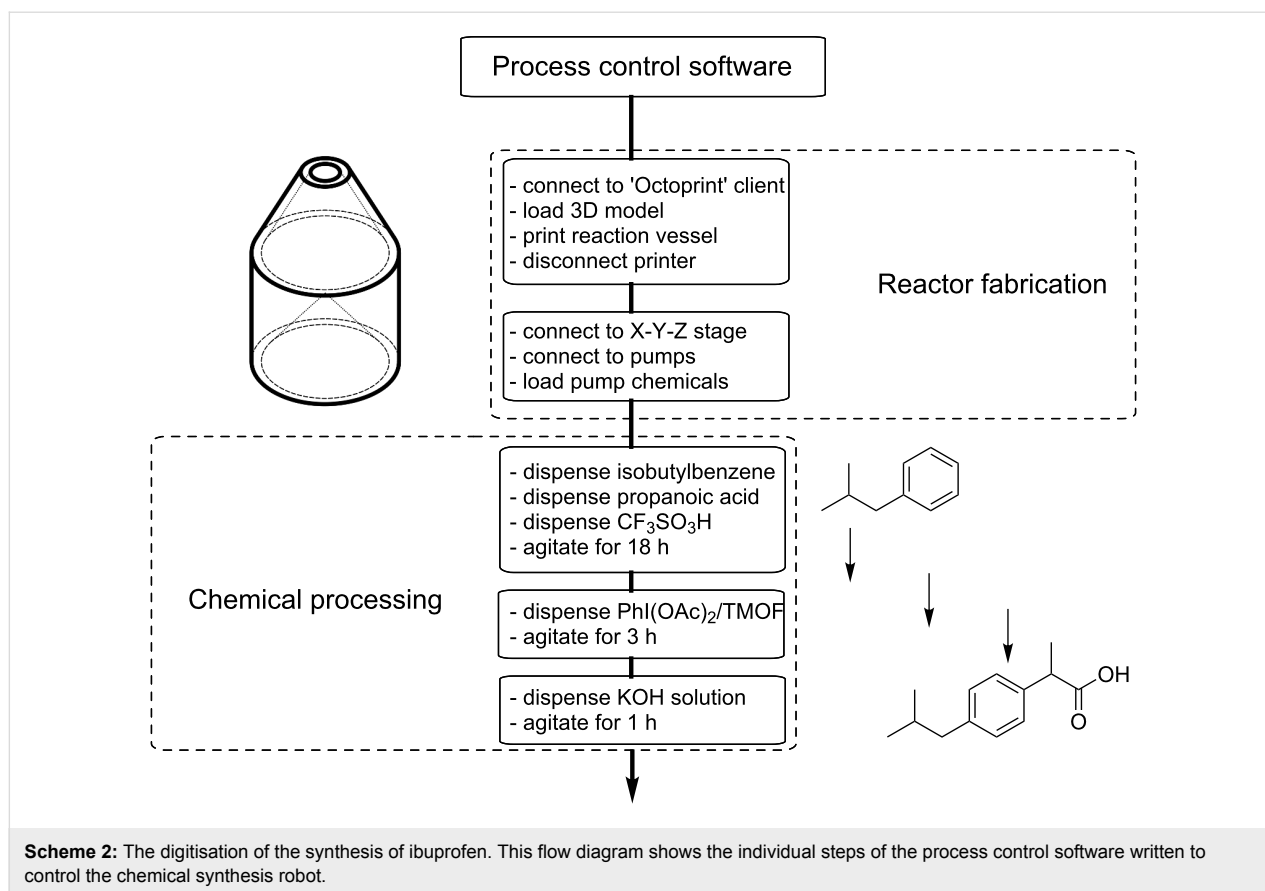 Process control software
- connect to 'Octoprint' client
- load 3D model
- print reaction vessel
- disconnect printer
Reactor fabrication
- connect to X-Y-Z stage
- connect to pumps
- load pump chemicals
- dispense isobutylbenzene
- dispense propanoic acid
- dispense CF₃SO₃H
- agitate for 18 h
Chemical processing
- dispense PhI(OAc)₂/TMOF
- agitate for 3 h
- dispense KOH solution
- agitate for 1 h
OH
O
Scheme 2: The digitisation of the synthesis of ibuprofen. This flow diagram shows the individual steps of the process control software written to
control the chemical synthesis robot.